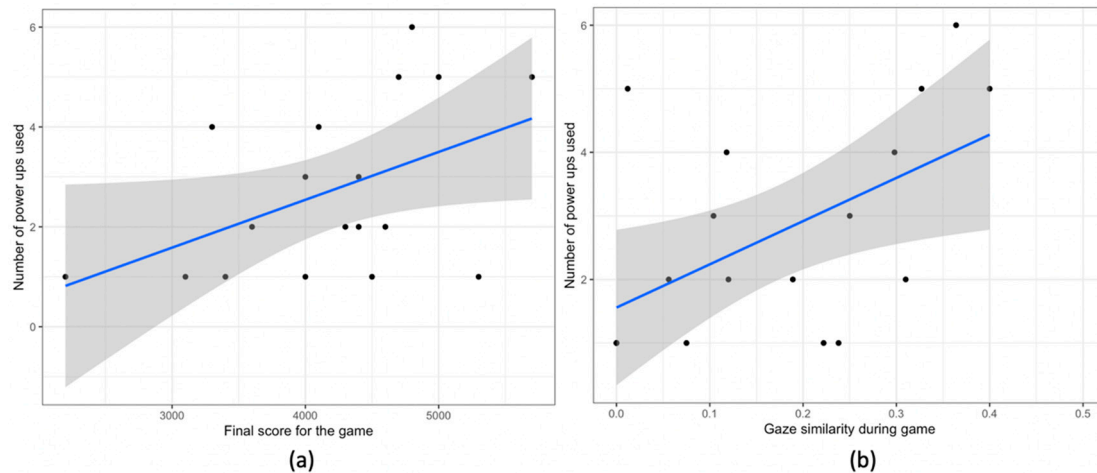 Number of power ups used
6
4
2
0
3000 4000 5000
Final score for the game
(a)
Number of power ups used
6
4
2
0.0 0.1 0.2 0.3 0.4 0.5
Gaze similarity during game
(b)